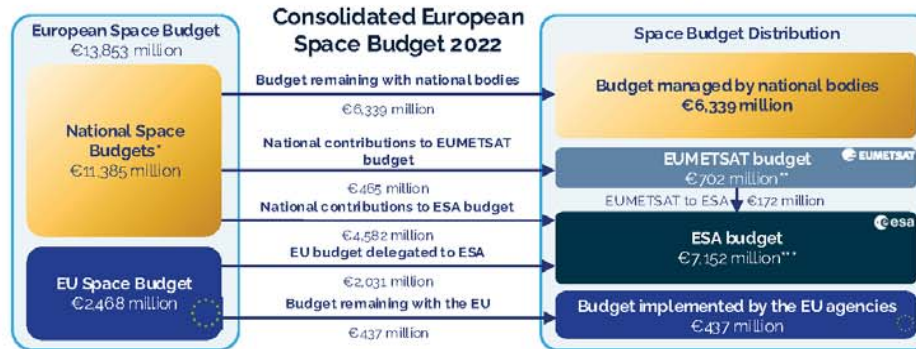 Consolidated European
Space Budget 2022
European Space Budget
€13,853 million
National Space
Budgets*
€11,385 million
EU Space Budget
€2,468 million
Budget remaining with national bodies
€6,339 million
National contributions to EUMETSAT
budget
€465 million
National contributions to ESA budget
€4,582 million
EU budget delegated to ESA
€2,031 million
Budget remaining with the EU
€437 million
Space Budget Distribution
Budget managed by national bodies
€6,339 million
EUMETSAT
EUMETSAT budget
€702 million**
EUMETSAT to ESA €172 million
esa
ESA budget
€7,152 million***
Budget implemented by the EU agencies
€437 million